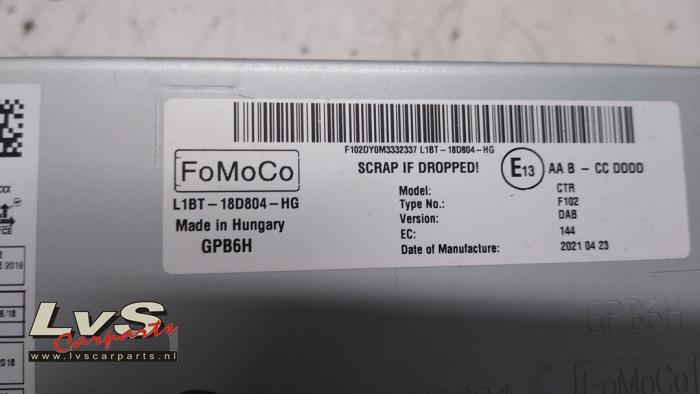 F102DY0M3332337 L1BT-18D804-HG
FoMoCo
SCRAP IF DROPPED!
E13
AA B - CC DDDD
L1BT-18D804-HG
Made in Hungary
GPB6H
Model: CTR
Type No.: F102
Version: DAB
EC: 144
Date of Manufacture: 2021 04 23
GPB6H
FoMoCo
LvS
Carparts
www.lvscarparts.nl